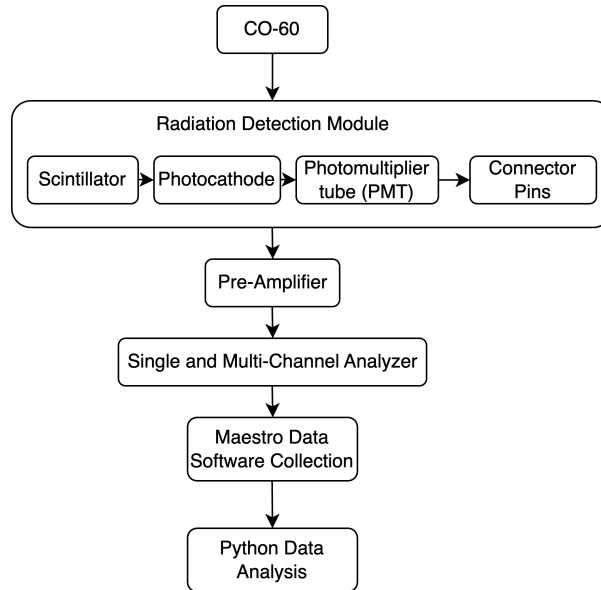 CO-60
Radiation Detection Module
Scintillator
Photocathode
Photomultiplier
tube (PMT)
Connector
Pins
Pre-Amplifier
Single and Multi-Channel Analyzer
Maestro Data
Software Collection
Python Data
Analysis